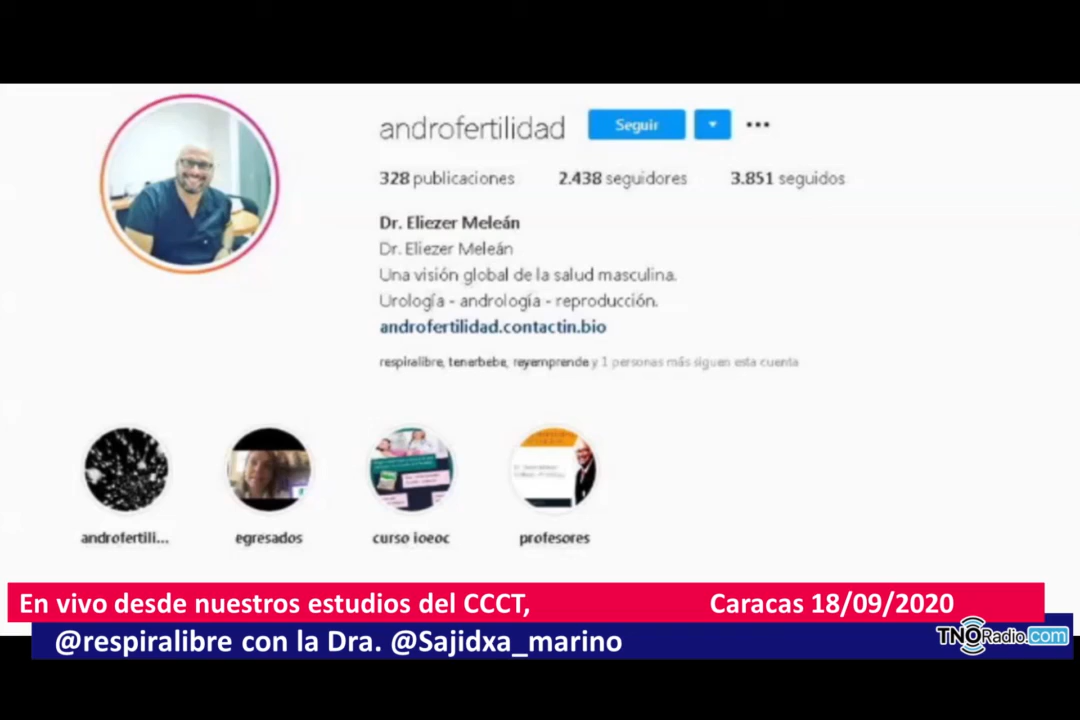 androfertilidad
Seguir
328 publicaciones 2.438 seguidores 3.851 seguidos
Dr. Eliezer Meleán
Dr. Eliezer Meleán
Una visión global de la salud masculina.
Urología - andrología - reproducción.
androfertilidad.contactin.bio
respiralibre, tenerbebe, reyemprende y 1 personas más siguen esta cuenta
androfertili... egresados curso ioeoc profesores
En vivo desde nuestros estudios del CCCT, Caracas 18/09/2020
@respiralibre con la Dra. @Sajidxa_marino
TNORadio.com